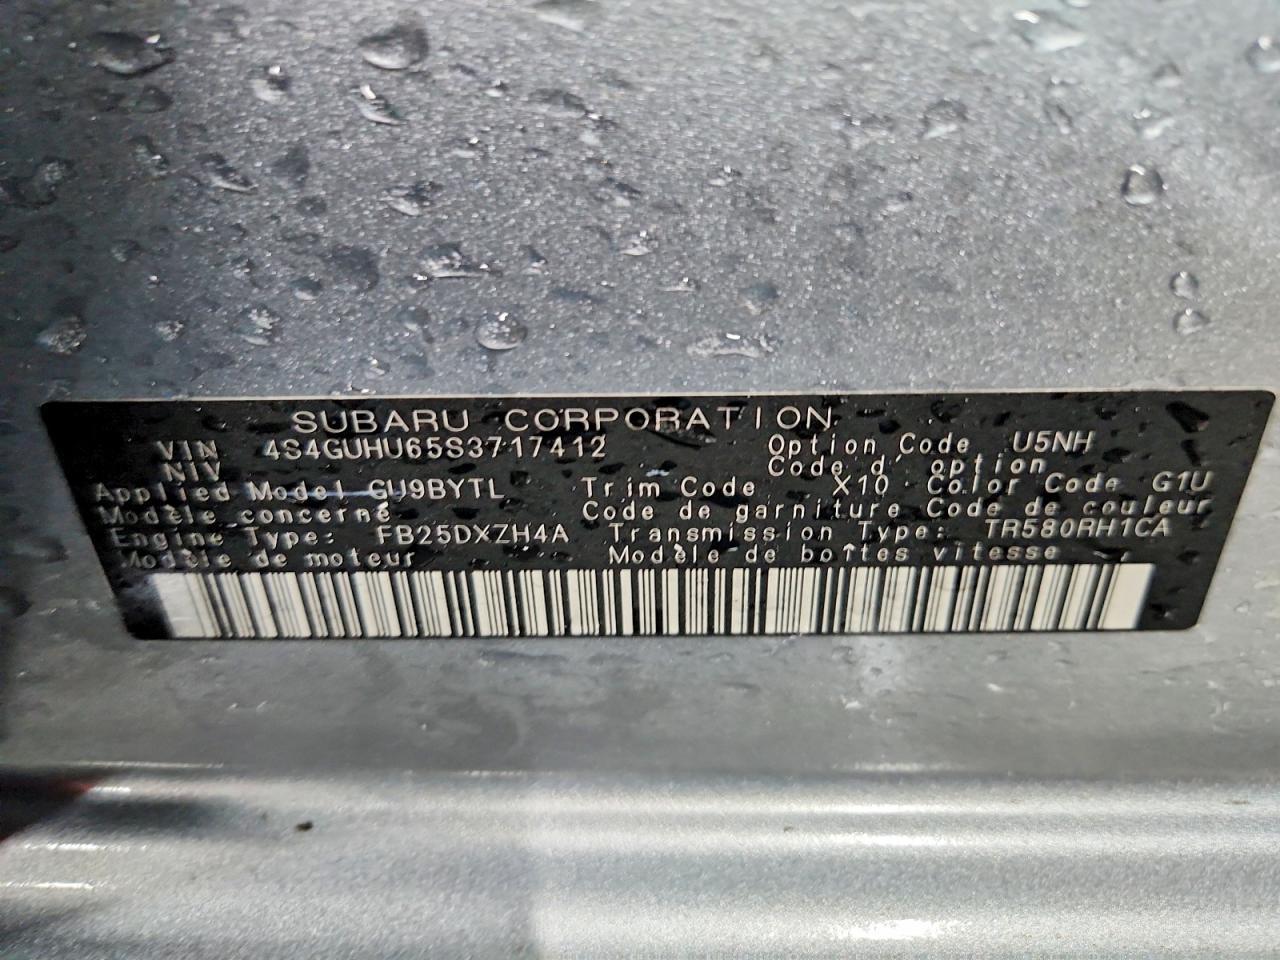 SUBARU CORPORATION
VIN 4S4GUHU65S3717412 Option Code U5NH
NIV Code d' option
Applied Model GU9BYTL Trim Code X10 Color Code G1U
Modèle concerné Code de garniture Code de couleur
Engine Type: FB25DXZH4A Transmission Type: TR580RH1CA
Modèle de moteur Modèle de boîtes vitesse